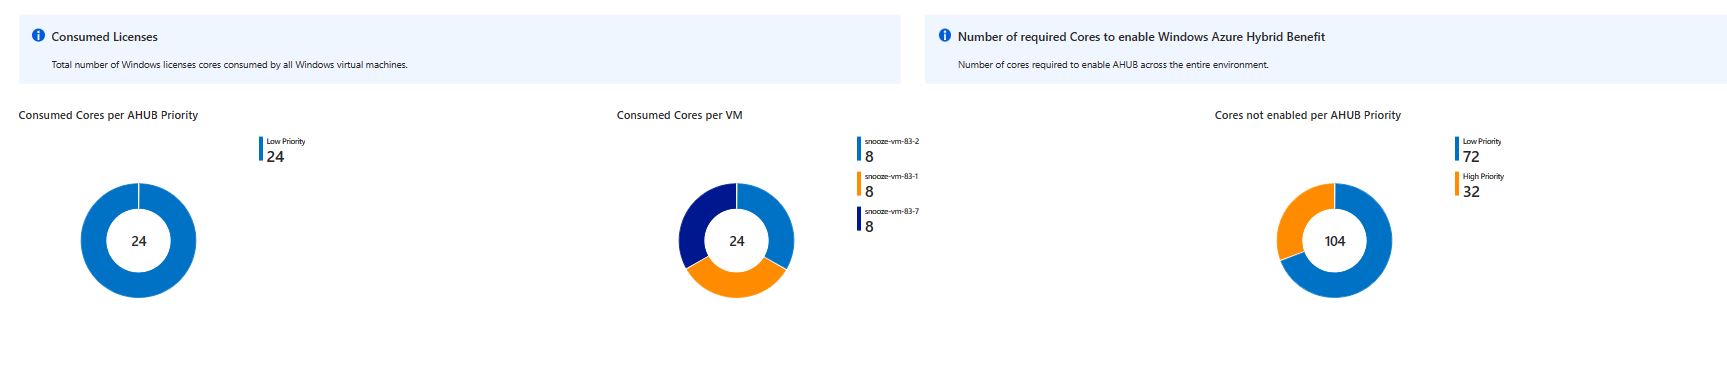 Consumed Licenses
Total number of Windows licenses cores consumed by all Windows virtual machines.
Number of required Cores to enable Windows Azure Hybrid Benefit
Number of cores required to enable AHUB across the entire environment.
Consumed Cores per AHUB Priority
Low Priority
24
24
Consumed Cores per VM
snooze-vm-83-2
8
snooze-vm-83-1
8
snooze-vm-83-7
8
24
Cores not enabled per AHUB Priority
Low Priority
72
High Priority
32
104